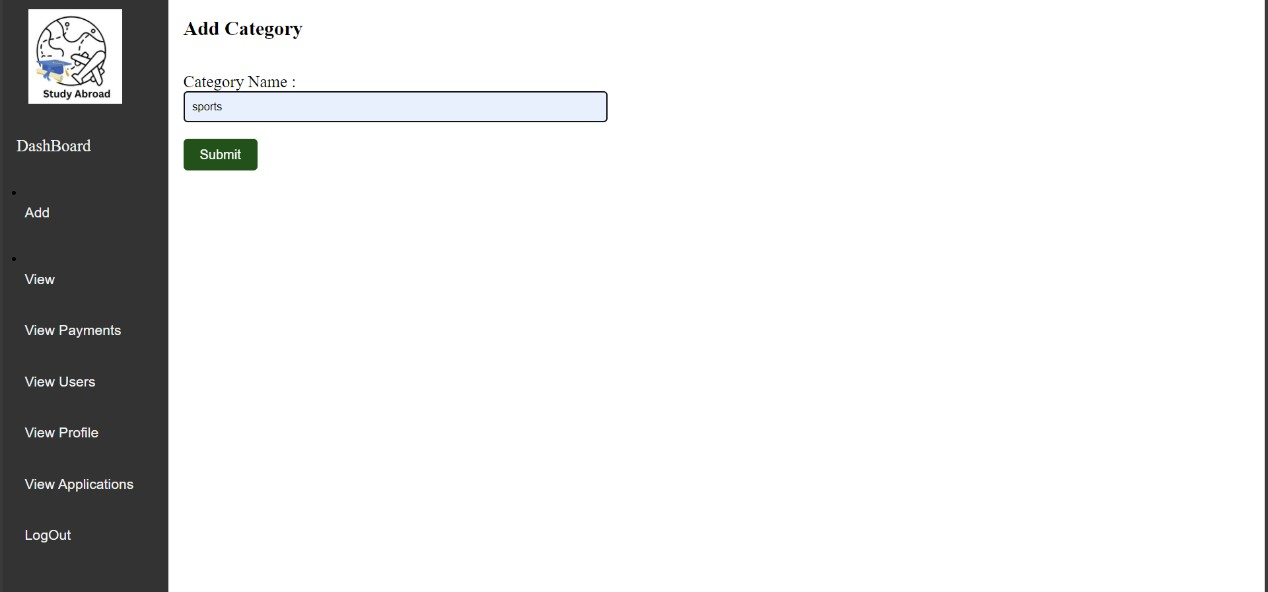 Study Abroad
DashBoard
Add
View
View Payments
View Users
View Profile
View Applications
LogOut
Add Category
Category Name :
sports
Submit